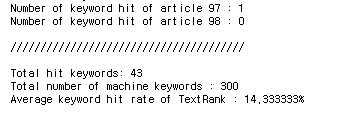 Number of keyword hit of article 97 : 1
Number of keyword hit of article 98 : 0
///////////////////////////////////////
Total hit keywords: 43
Total number of machine keywords : 300
Average keyword hit rate of TextRank : 14,333333%